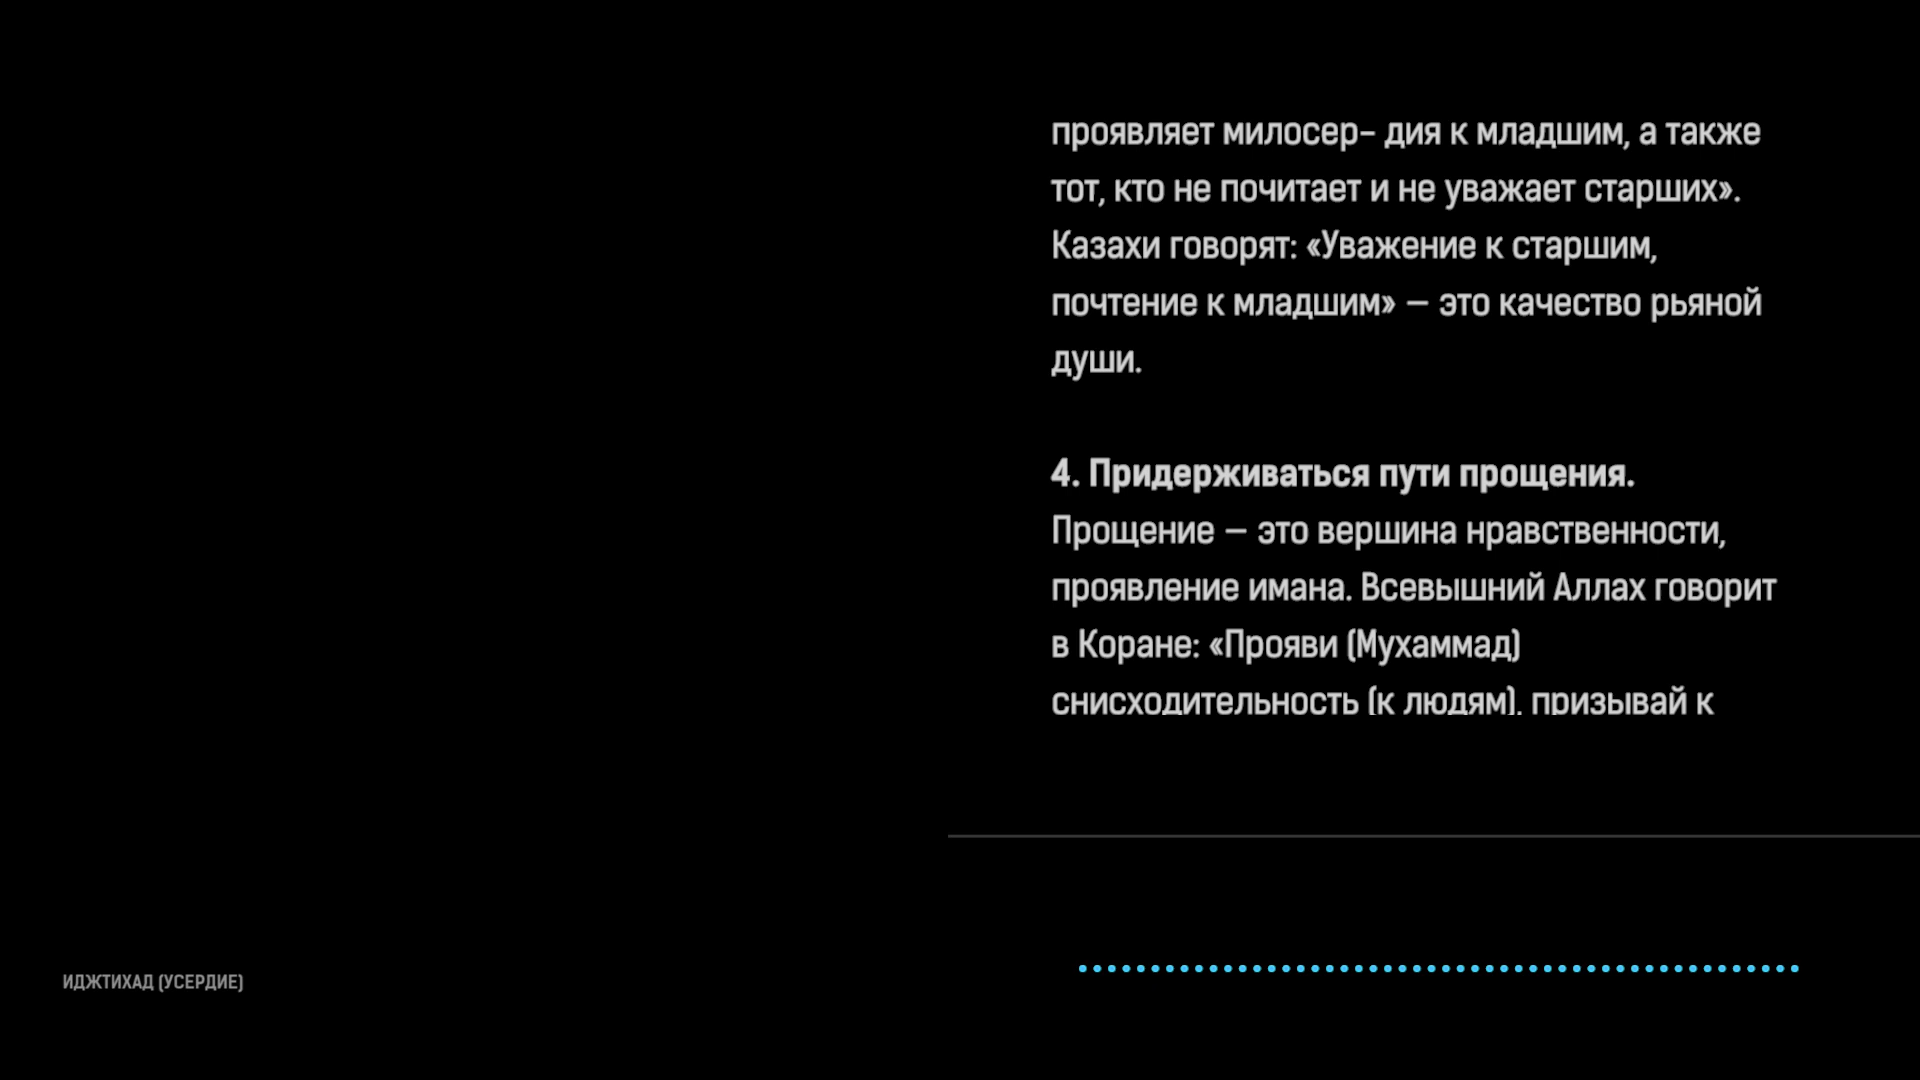 проявляет милосер- дия к младшим, а также
тот, кто не почитает и не уважает старших».
Казахи говорят: «Уважение к старшим,
почтение к младшим» – это качество рьяной
души.
4. Придерживаться пути прощения.
Прощение – это вершина нравственности,
проявление имана. Всевышний Аллах говорит
в Коране: «Прояви (Мухаммад)
снисходительность (к людям), призывай к
ИДЖТИХАД (УСЕРДИЕ)